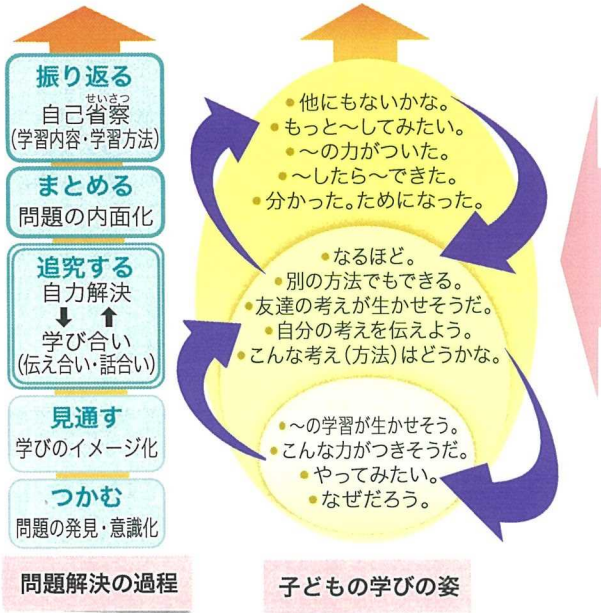 振り返る
自己省察
せいさつ
(学習内容・学習方法)
まとめる
問題の内面化
追究する
自力解決
学び合い
(伝え合い・話合い)
見通す
学びのイメージ化
つかむ
問題の発見・意識化
問題解決の過程
・他にもないかな。
・もっと~してみたい。
・~の力がついた。
・~したら~できた。
・分かった。ためになった。
・なるほど。
・別の方法でもできる。
・友達の考えが生かせそうだ。
・自分の考えを伝えよう。
・こんな考え(方法)はどうかな。
・~の学習が生かせそう。
・こんな力がつきそうだ。
・やってみたい。
・なぜだろう。
子どもの学びの姿